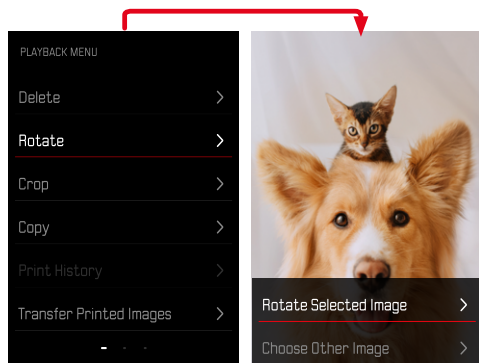 PLAYBACK MENU
Delete
Rotate
Crop
Copy
Print History
Transfer Printed Images
Rotate Selected Image
Choose Other Image